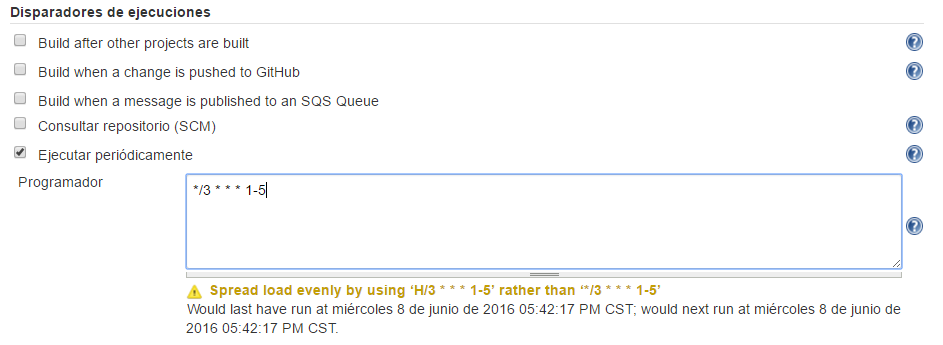 Disparadores de ejecuciones
Build after other projects are built
Build when a change is pushed to GitHub
Build when a message is published to an SQS Queue
Consultar repositorio (SCM)
Ejecutar periódicamente
Programador
*/3 * * * 1-5
Spread load evenly by using ‘H/3 * * * 1-5’ rather than ‘*/3 * * * 1-5’
Would last have run at miércoles 8 de junio de 2016 05:42:17 PM CST; would next run at miércoles 8 de junio de
2016 05:42:17 PM CST.